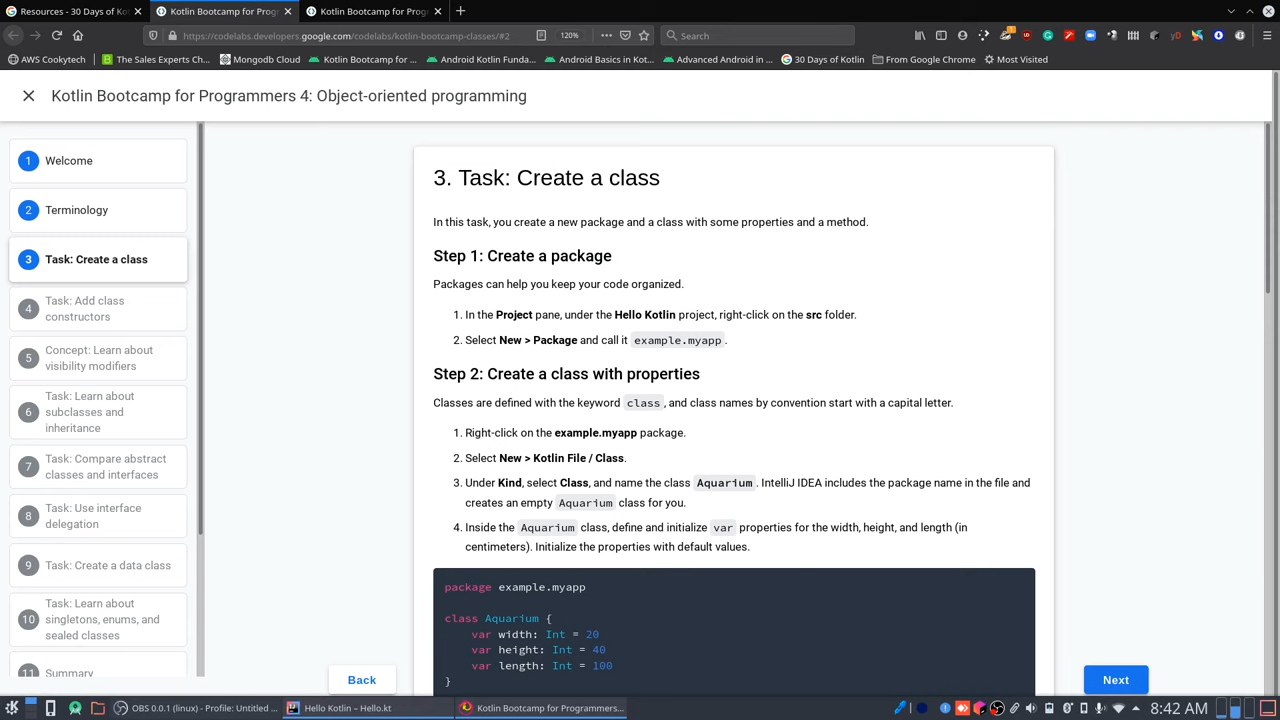 Resources - 30 Days of Kot
Kotlin Bootcamp for Progr
Kotlin Bootcamp for Progr
https://codelabs.developers.google.com/codelabs/kotlin-bootcamp-classes/#2
120%
Search
AWS Cookytech
The Sales Experts Ch...
Mongodb Cloud
Kotlin Bootcamp for ...
Android Kotlin Funda...
Android Basics in Kot...
Advanced Android in ...
30 Days of Kotlin
From Google Chrome
Most Visited
Kotlin Bootcamp for Programmers 4: Object-oriented programming
1 Welcome
2 Terminology
3 Task: Create a class
4 Task: Add class
constructors
5 Concept: Learn about
visibility modifiers
6 Task: Learn about
subclasses and
inheritance
7 Task: Compare abstract
classes and interfaces
8 Task: Use interface
delegation
9 Task: Create a data class
10 Task: Learn about
singletons, enums, and
sealed classes
11 Summary
3. Task: Create a class
In this task, you create a new package and a class with some properties and a method.
Step 1: Create a package
Packages can help you keep your code organized.
1. In the Project pane, under the Hello Kotlin project, right-click on the src folder.
2. Select New > Package and call it example.myapp.
Step 2: Create a class with properties
Classes are defined with the keyword class, and class names by convention start with a capital letter.
1. Right-click on the example.myapp package.
2. Select New > Kotlin File / Class.
3. Under Kind, select Class, and name the class Aquarium. IntelliJ IDEA includes the package name in the file and
creates an empty Aquarium class for you.
4. Inside the Aquarium class, define and initialize var properties for the width, height, and length (in
centimeters). Initialize the properties with default values.
package example.myapp
class Aquarium {
var width: Int = 20
var height: Int = 40
var length: Int = 100
}
Back
Next
OBS 0.0.1 (linux) - Profile: Untitled ...
Hello Kotlin – Hello.kt
Kotlin Bootcamp for Programmers...
8:42 AM